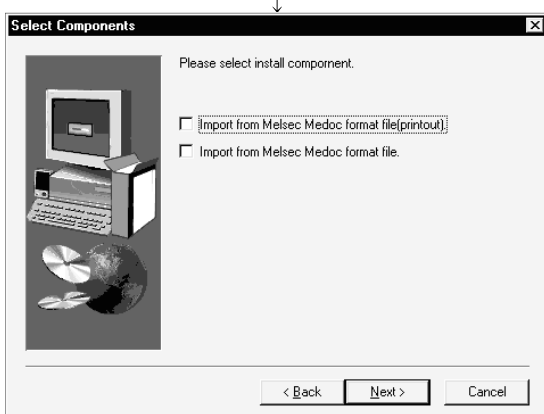 Select Components
Please select install compornent.
Import from Melsec Medoc format file(printout).
Import from Melsec Medoc format file.
< Back
Next >
Cancel